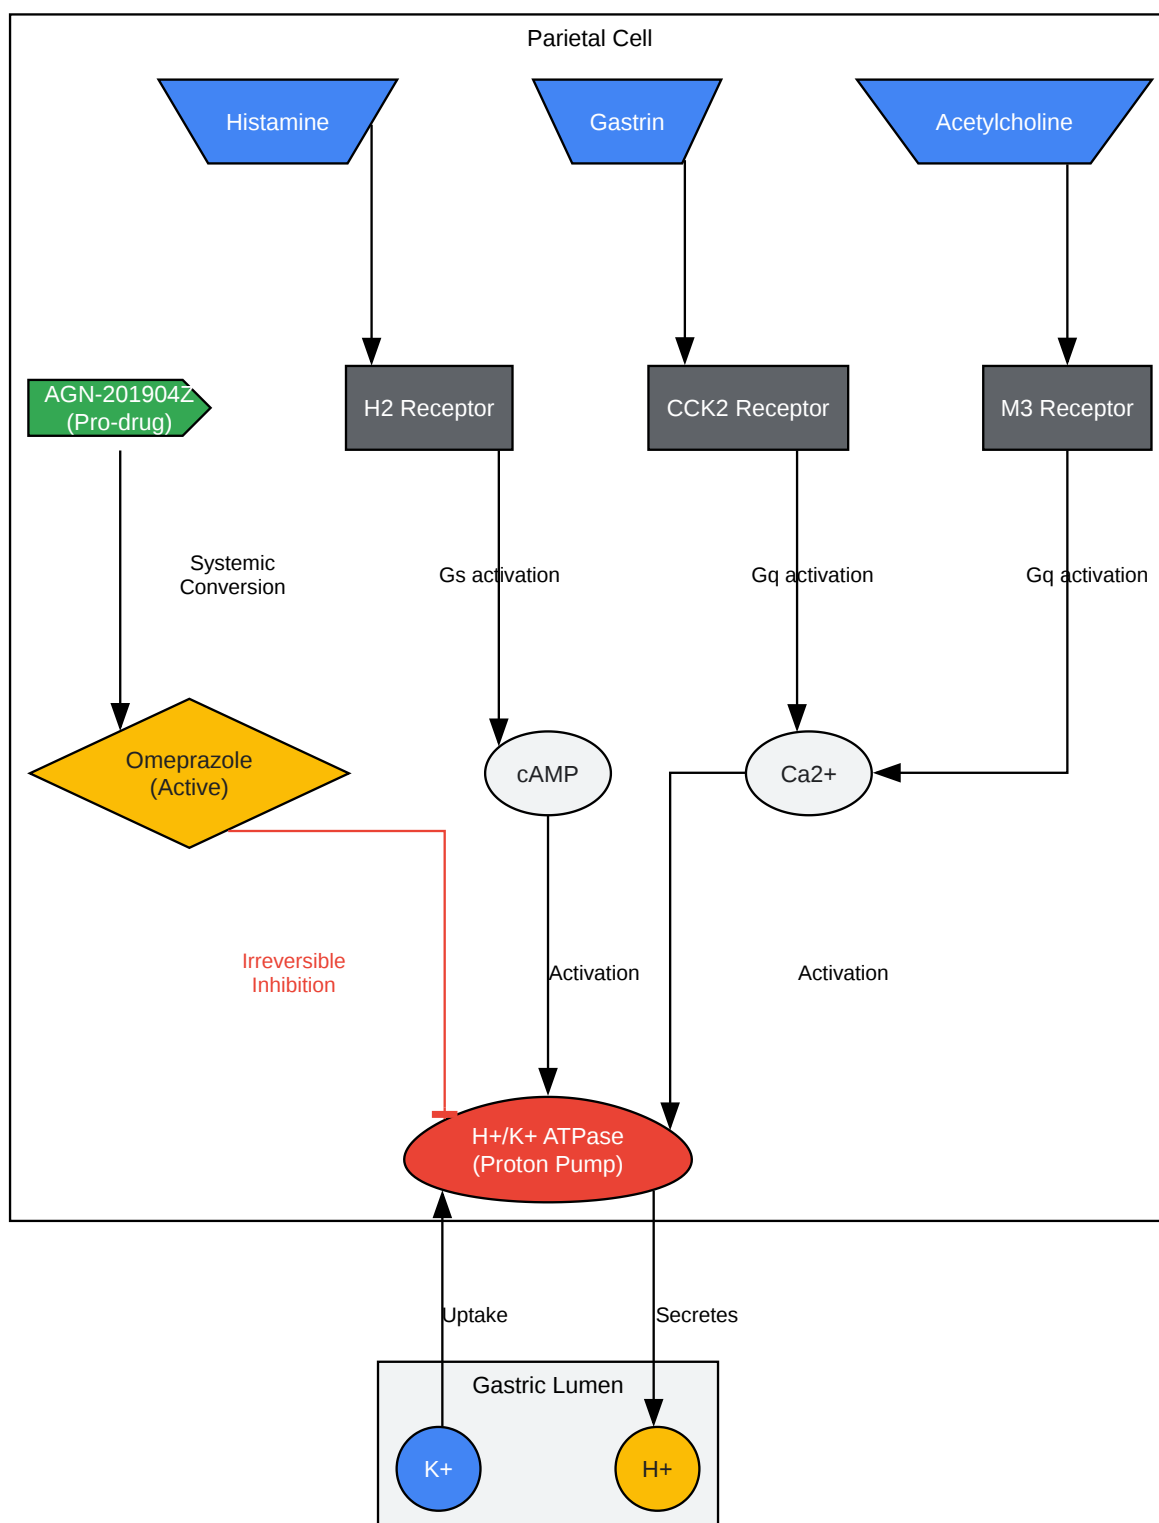 Parietal Cell
Histamine
Gastrin
Acetylcholine
AGN-201904Z
(Pro-drug)
H2 Receptor
CCK2 Receptor
M3 Receptor
Systemic
Conversion
Gs activation
Gq activation
Gq activation
Omeprazole
(Active)
cAMP
Ca2+
Irreversible
Inhibition
Activation
Activation
H+/K+ ATPase
(Proton Pump)
Uptake
Secretes
Gastric Lumen
K+
H+